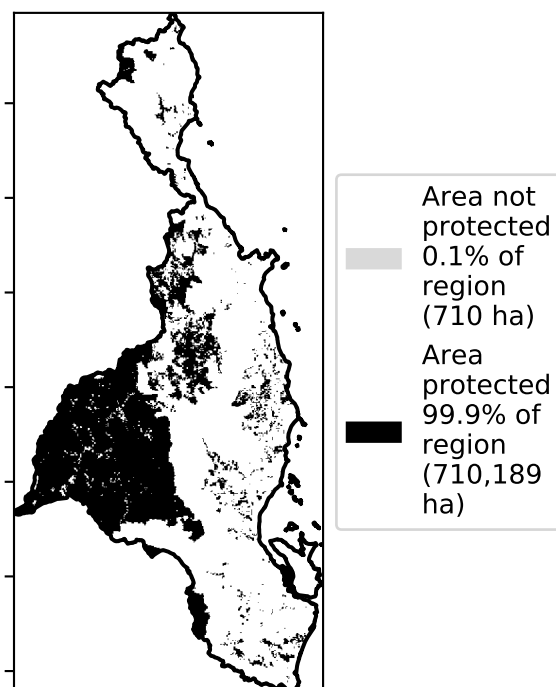 Area not
protected
0.1% of
region
(710 ha)
Area
protected
99.9% of
region
(710,189
ha)